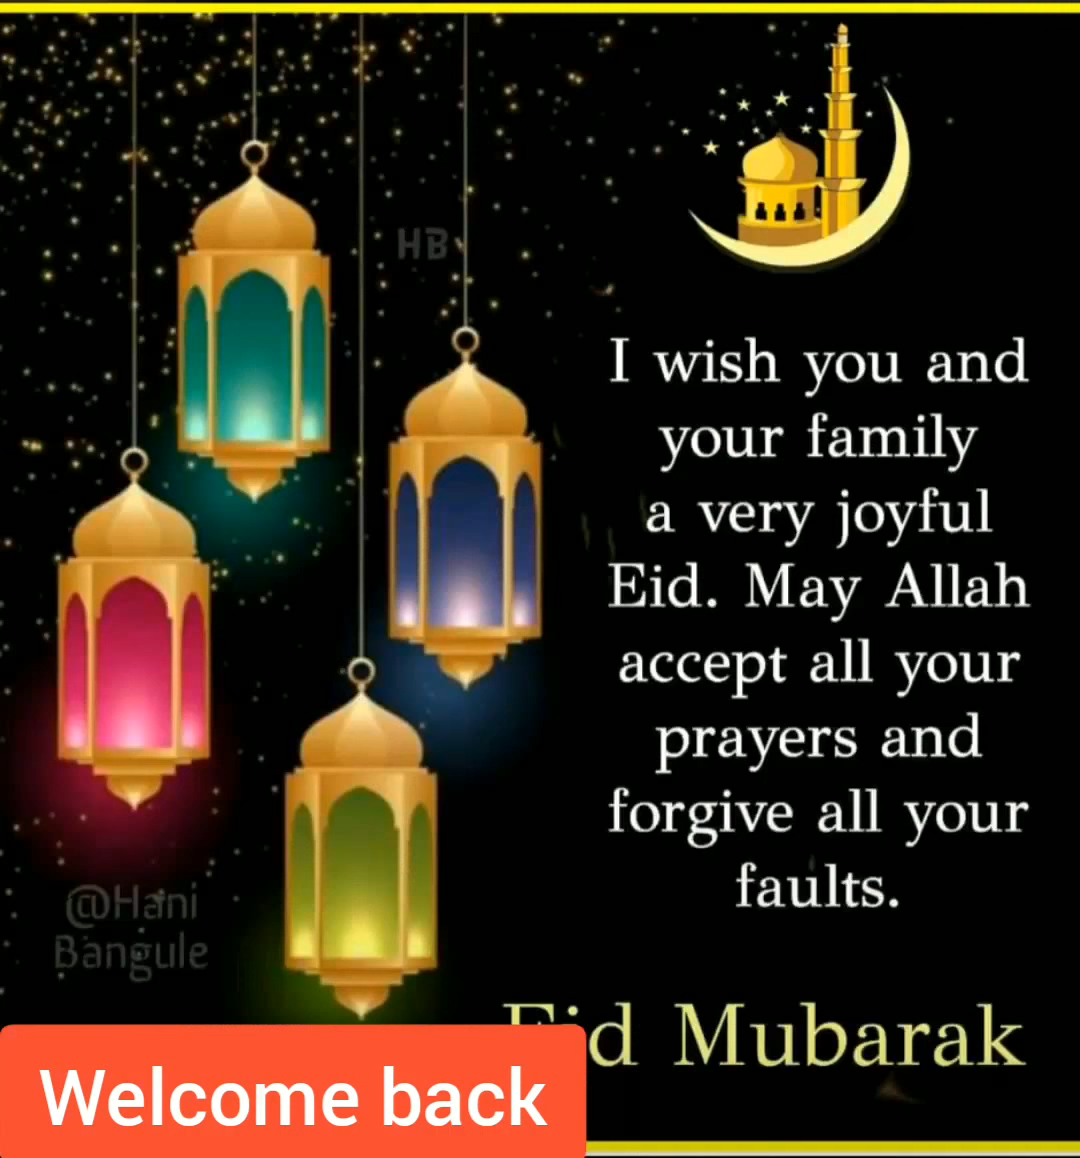 HB
I wish you and
your family
a very joyful
Eid. May Allah
accept all your
prayers and
forgive all your
faults.
@Hani
Bangule
Eid Mubarak
Welcome back